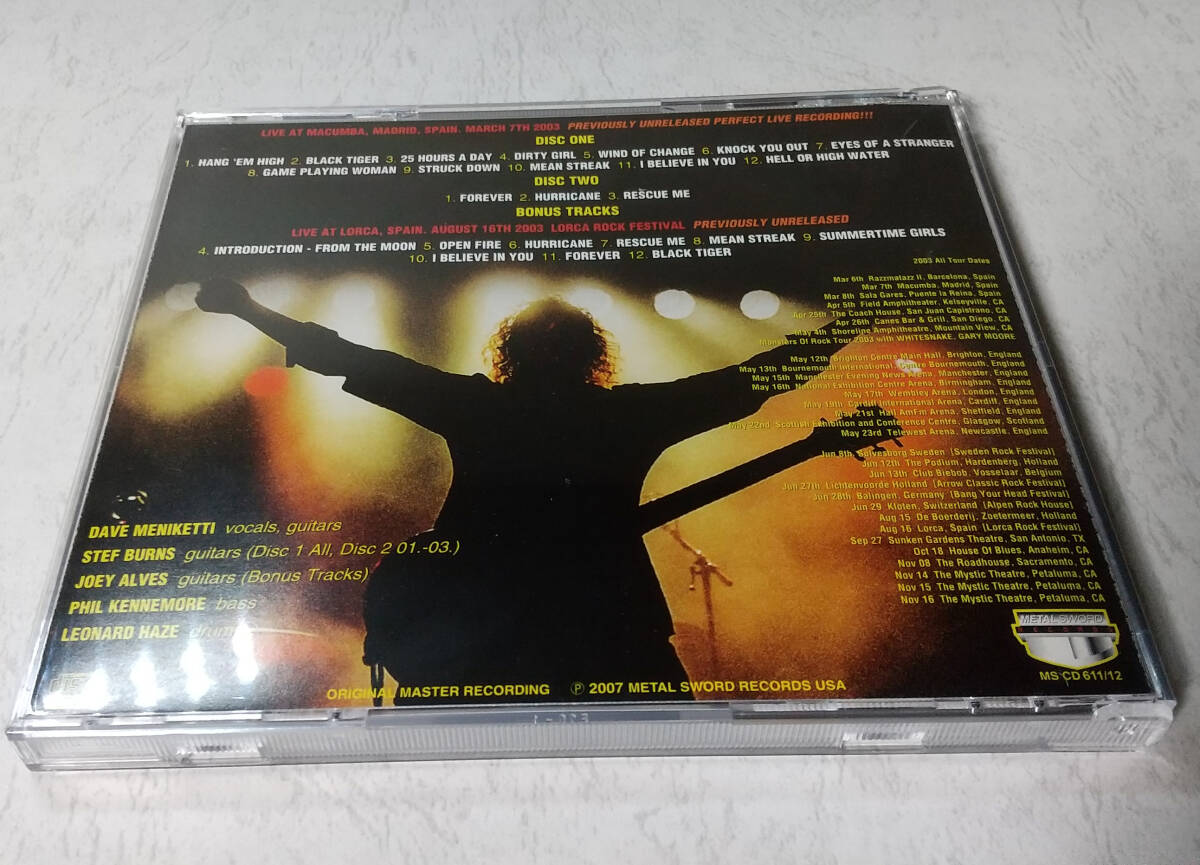 LIVE AT MACUMBA, MADRID, SPAIN. MARCH 7TH 2003 PREVIOUSLY UNRELEASED PERFECT LIVE RECORDING!!!
DISC ONE
1. HANG 'EM HIGH 2. BLACK TIGER 3. 25 HOURS A DAY 4. DIRTY GIRL 5. WIND OF CHANGE 6. KNOCK YOU OUT 7. EYES OF A STRANGER
8. GAME PLAYING WOMAN 9. STRUCK DOWN 10. MEAN STREAK 11. I BELIEVE IN YOU 12. HELL OR HIGH WATER
DISC TWO
1. FOREVER 2. HURRICANE 3. RESCUE ME
BONUS TRACKS
LIVE AT LORCA, SPAIN. AUGUST 16TH 2003 LORCA ROCK FESTIVAL PREVIOUSLY UNRELEASED
4. INTRODUCTION - FROM THE MOON 5. OPEN FIRE 6. HURRICANE 7. RESCUE ME 8. MEAN STREAK 9. SUMMERTIME GIRLS
10. I BELIEVE IN YOU 11. FOREVER 12. BLACK TIGER
2003 All Tour Dates
Mar 6th Razzmatazz II, Barcelona, Spain
Mar 7th Macumba, Madrid, Spain
Mar 8th Sala Gares, Puente la Reina, Spain
Apr 5th Field Amphitheater, Kelseyville, CA
Apr 25th The Coach House, San Juan Capistrano, CA
Apr 26th Canes Bar & Grill, San Diego, CA
May 4th Shoreline Amphitheatre, Mountain View, CA
Monsters Of Rock Tour 2003 with WHITESNAKE, GARY MOORE
May 12th Brighton Centre Main Hall, Brighton, England
May 13th Bournemouth International Centre Bournemouth, England
May 15th Manchester Evening News Arena, Manchester, England
May 16th National Exhibition Centre Arena, Birmingham, England
May 17th Wembley Arena, London, England
May 19th Cardiff International Arena, Cardiff, England
May 21st Hall AmFm Arena, Sheffield, England
May 22nd Scottish Exhibition and Conference Centre, Glasgow, Scotland
May 23rd Telewest Arena, Newcastle, England
Jun 8th Solvesborg Sweden [Sweden Rock Festival]
Jun 12th The Podium, Hardenberg, Holland
Jun 13th Club Biebob, Vosselaar, Belgium
Jun 27th Lichtenvoorde Holland [Arrow Classic Rock Festival]
Jun 28th Balingen, Germany [Bang Your Head Festival]
Jun 29 Kloten, Switzerland [Alpen Rock House]
Aug 15 De Boerderij, Zoetermeer, Holland
Aug 16 Lorca, Spain [Lorca Rock Festival]
Sep 27 Sunken Gardens Theatre, San Antonio, TX
Oct 18 House Of Blues, Anaheim, CA
Nov 08 The Roadhouse, Sacramento, CA
Nov 14 The Mystic Theatre, Petaluma, CA
Nov 15 The Mystic Theatre, Petaluma, CA
Nov 16 The Mystic Theatre, Petaluma, CA
DAVE MENIKETTI vocals, guitars
STEF BURNS guitars (Disc 1 All, Disc 2 01.-03.)
JOEY ALVES guitars (Bonus Tracks)
PHIL KENNEMORE bass
LEONARD HAZE drum
METAL SWORD
RECORDS
MS CD 611/12
ORIGINAL MASTER RECORDING ℗ 2007 METAL SWORD RECORDS USA